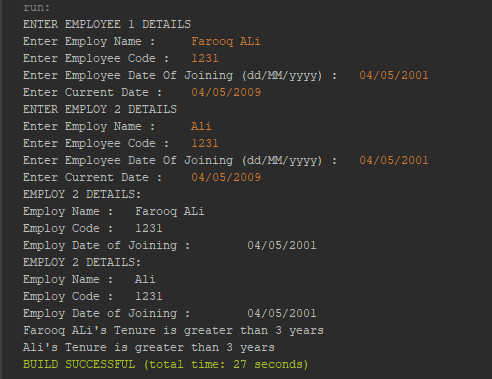 run:
ENTER EMPLOYEE 1 DETAILS
Enter Employ Name : Farooq ALi
Enter Employee Code : 1231
Enter Employee Date Of Joining (dd/MM/yyyy) : 04/05/2001
Enter Current Date : 04/05/2009
ENTER EMPLOY 2 DETAILS
Enter Employ Name : Ali
Enter Employee Code : 1231
Enter Employee Date Of Joining (dd/MM/yyyy) : 04/05/2001
Enter Current Date : 04/05/2009
EMPLOY 2 DETAILS:
Employ Name : Farooq ALi
Employ Code : 1231
Employ Date of Joining : 04/05/2001
EMPLOY 2 DETAILS:
Employ Name : Ali
Employ Code : 1231
Employ Date of Joining : 04/05/2001
Farooq ALi's Tenure is greater than 3 years
Ali's Tenure is greater than 3 years
BUILD SUCCESSFUL (total time: 27 seconds)